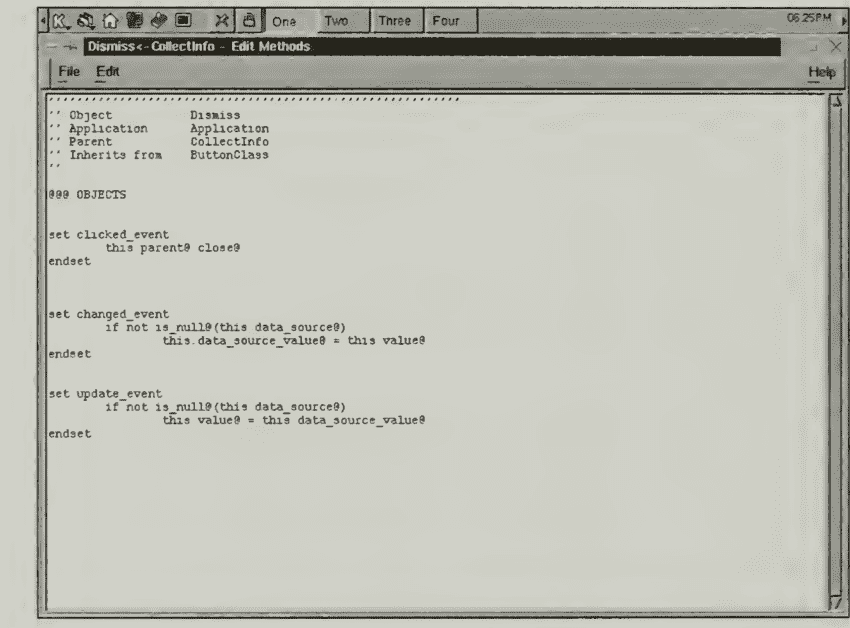 K One Two Three Four 06 25PM
Dismiss<-CollectInfo - Edit Methods
File Edit Help
'''''''''''''''''''''''''''''''''''''''''''''''''''''''''
'' Object Dismiss
'' Application Application
'' Parent CollectInfo
'' Inherits from ButtonClass
''
@@@ OBJECTS
set clicked_event
this parent@ close@
endset
set changed_event
if not is_null@(this data_source@)
this.data_source_value@ = this value@
endset
set update_event
if not is_null@(this data_source@)
this value@ = this data_source_value@
endset